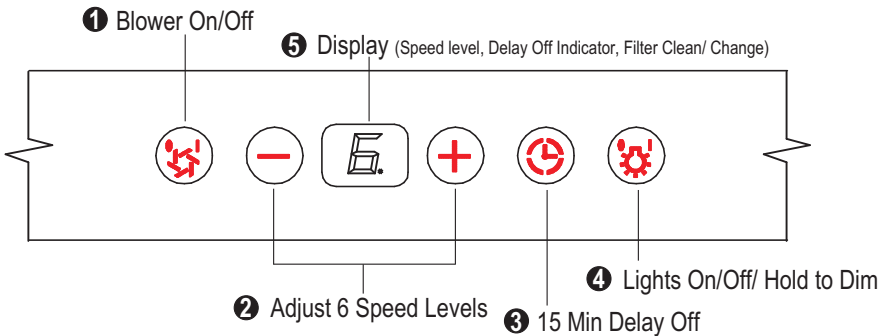 ❶ Blower On/Off
❺ Display (Speed level, Delay Off Indicator, Filter Clean/ Change)
6.
❷ Adjust 6 Speed Levels
❸ 15 Min Delay Off
❹ Lights On/Off/ Hold to Dim